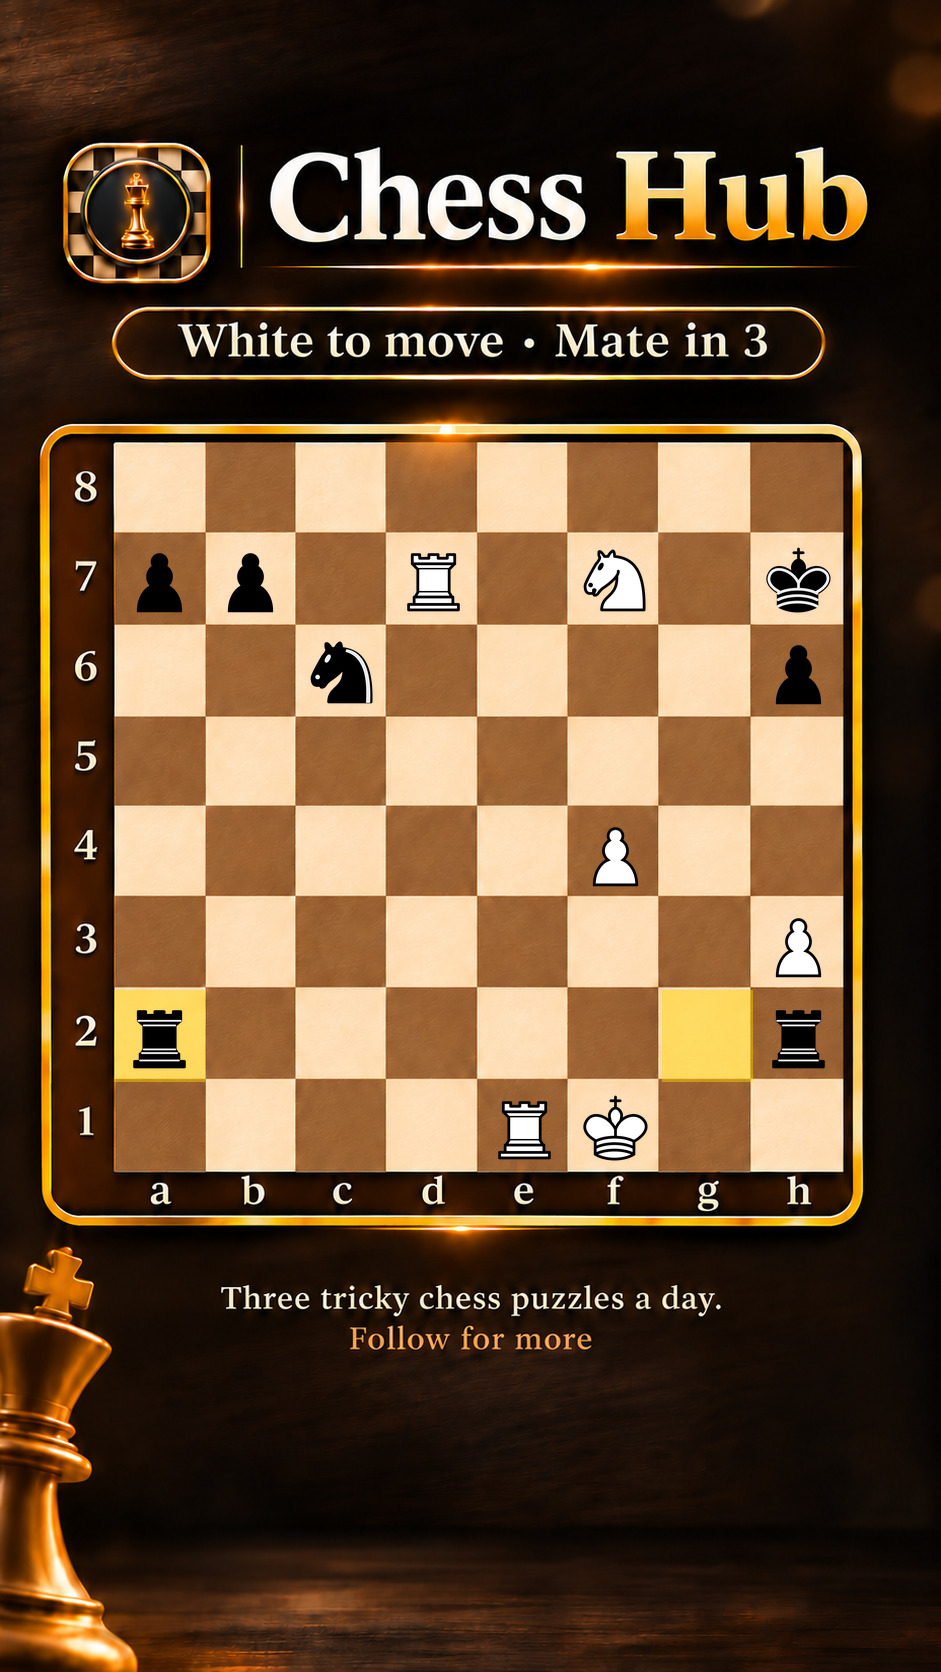 Chess Hub
White to move • Mate in 3
8
7
6
5
4
3
2
1
a b c d e f g h
Three tricky chess puzzles a day.
Follow for more